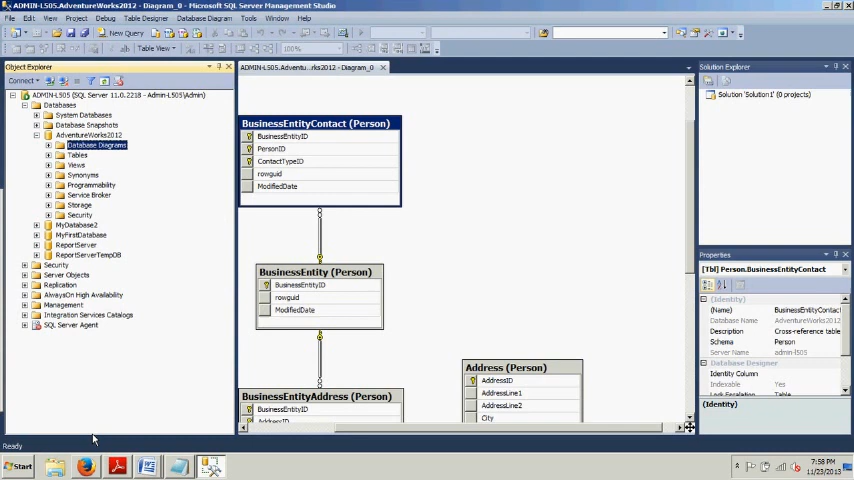 ADMIN-L505.AdventureWorks2012 - Diagram_0 - Microsoft SQL Server Management Studio
File Edit View Project Debug Table Designer Database Diagram Tools Window Help
New Query
Table View
100%
Object Explorer
Connect
ADMIN-L505 (SQL Server 11.0.2218 - Admin-L505\Admin)
Databases
System Databases
Database Snapshots
AdventureWorks2012
Database Diagrams
Tables
Views
Synonyms
Programmability
Service Broker
Storage
Security
MyDatabase2
MyFirstDatabase
ReportServer
ReportServerTempDB
Security
Server Objects
Replication
AlwaysOn High Availability
Management
Integration Services Catalogs
SQL Server Agent
ADMIN-L505.Adventu...rks2012 - Diagram_0
BusinessEntityContact (Person)
BusinessEntityID
PersonID
ContactTypeID
rowguid
ModifiedDate
BusinessEntity (Person)
BusinessEntityID
rowguid
ModifiedDate
BusinessEntityAddress (Person)
BusinessEntityID
AddressID
Address (Person)
AddressID
AddressLine1
AddressLine2
City
Solution Explorer
Solution 'Solution1' (0 projects)
Properties
[Tbl] Person.BusinessEntityContact
(Identity)
(Name) BusinessEntityContact
Database Name AdventureWorks2012
Description Cross-reference table
Schema Person
Server Name admin-l505
Database Designer
Identity Column
Indexable Yes
Lock Escalation Table
(Identity)
Ready
Start
7:58 PM
11/23/2013